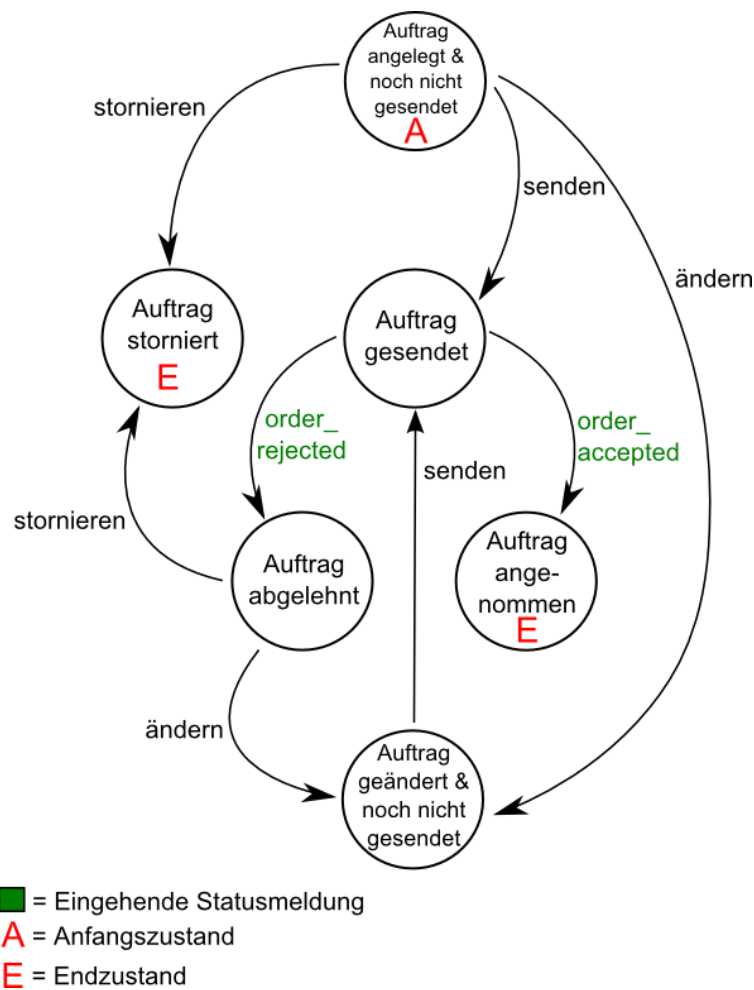 Auftrag
angelegt &
noch nicht
gesendet
A
stornieren
senden
ändern
Auftrag
storniert
E
Auftrag
gesendet
order_
rejected
order_
accepted
senden
stornieren
Auftrag
abgelehnt
Auftrag
ange-
nommen
E
ändern
Auftrag
geändert &
noch nicht
gesendet
= Eingehende Statusmeldung
A = Anfangszustand
E = Endzustand